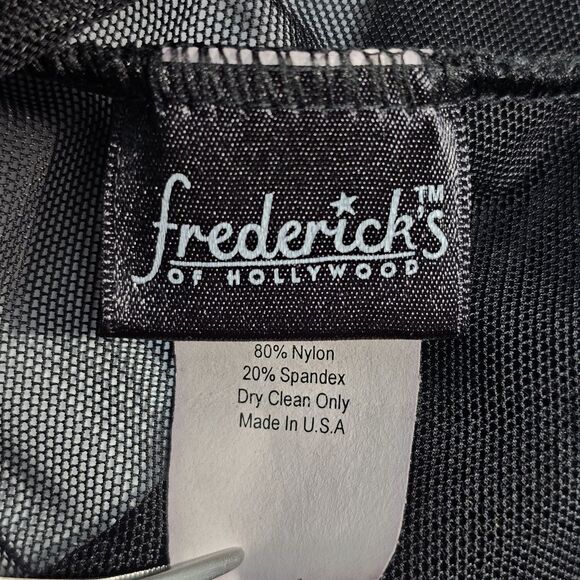 frederick's™
OF HOLLYWOOD
80% Nylon
20% Spandex
Dry Clean Only
Made In U.S.A